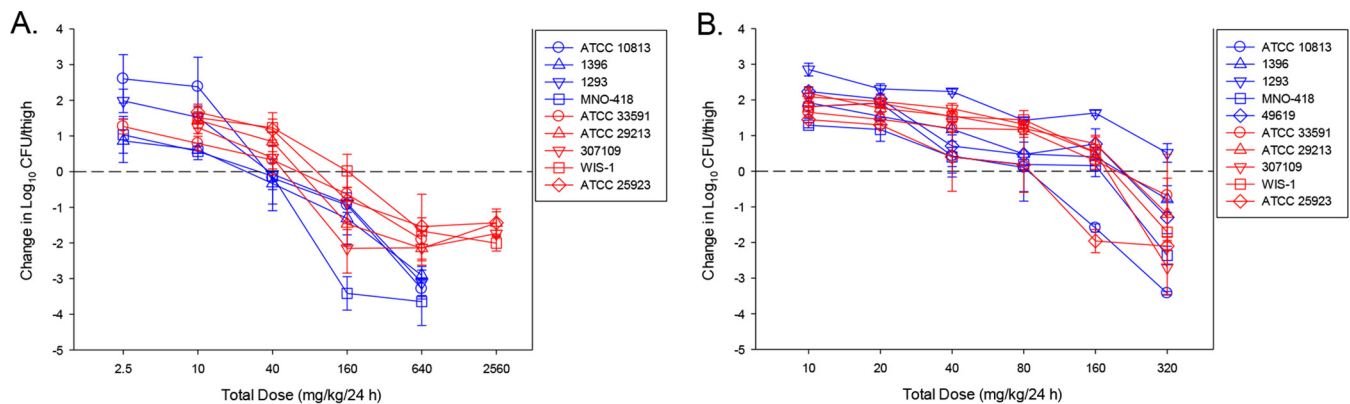 A.
Change in Log10 CFU/thigh
4
3
2
1
0
-1
-2
-3
-4
-5
2.5 10 40 160 640 2560
Total Dose (mg/kg/24 h)
ATCC 10813
1396
1293
MNO-418
ATCC 33591
ATCC 29213
307109
WIS-1
ATCC 25923
B.
Change in Log10 CFU/thigh
4
3
2
1
0
-1
-2
-3
-4
-5
10 20 40 80 160 320
Total Dose (mg/kg/24 h)
ATCC 10813
1396
1293
MNO-418
49619
ATCC 33591
ATCC 29213
307109
WIS-1
ATCC 25923